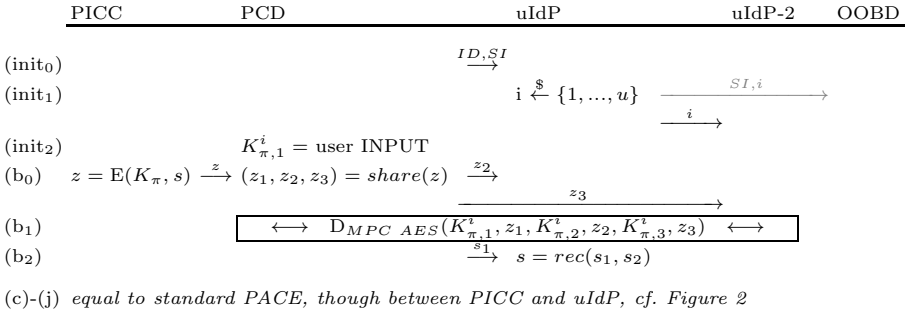 PICC PCD uIdP uIdP-2 OOBD
(init₀) ID,SI →
(init₁) i ←$ {1, ..., u} SI,i →
i →
(init₂) K^i_{π,1} = user INPUT
(b₀) z = E(K_π, s) z → (z₁, z₂, z₃) = share(z) z₂ →
z₃ →
(b₁) ←→ D_{MPC AES}(K^i_{π,1}, z₁, K^i_{π,2}, z₂, K^i_{π,3}, z₃) ←→
(b₂) s₁ → s = rec(s₁, s₂)
(c)-(j) equal to standard PACE, though between PICC and uIdP, cf. Figure 2